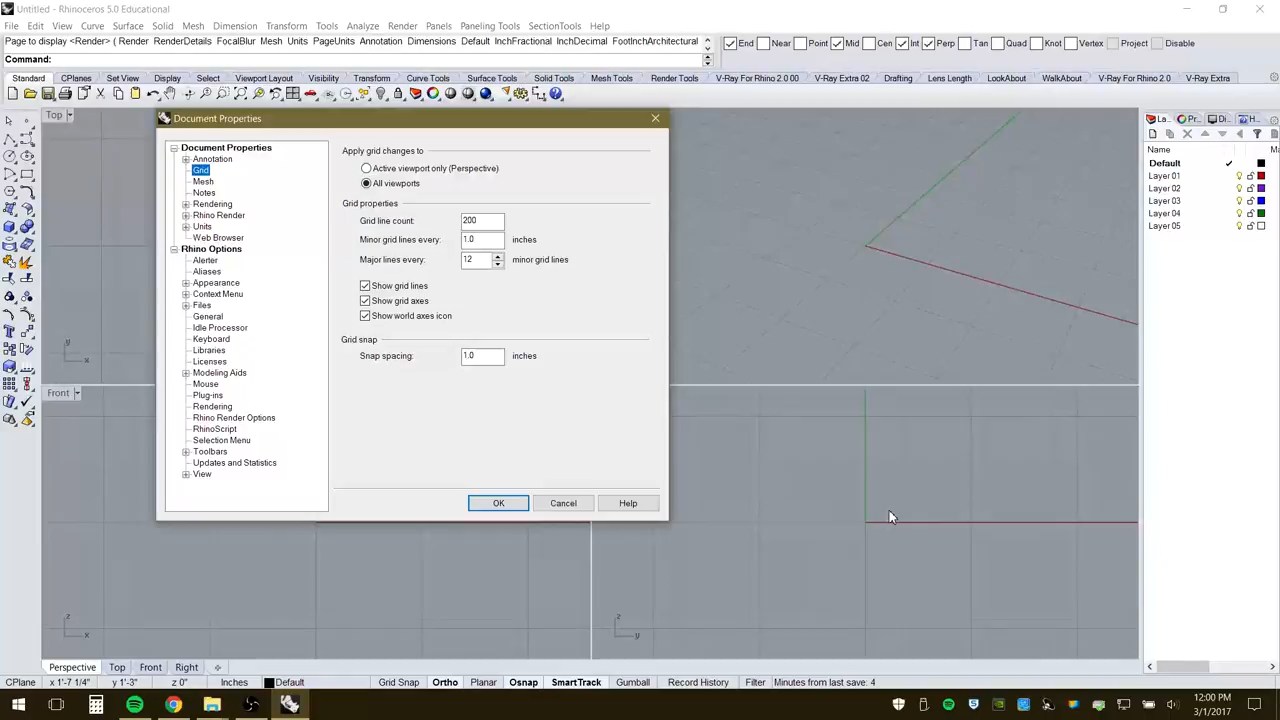 Untitled - Rhinoceros 5.0 Educational
File Edit View Curve Surface Solid Mesh Dimension Transform Tools Analyze Render Panels Paneling Tools SectionTools Help
Page to display <Render> ( Render RenderDetails FocalBlur Mesh Units PageUnits Annotation Dimensions Default InchFractional InchDecimal FootInchArchitectural
End Near Point Mid Cen Int Perp Tan Quad Knot Vertex Project Disable
Command:
Standard CPlanes Set View Display Select Viewport Layout Visibility Transform Curve Tools Surface Tools Solid Tools Mesh Tools Render Tools V-Ray For Rhino 2.0 00 V-Ray Extra 02 Drafting Lens Length LookAbout WalkAbout V-Ray For Rhino 2.0 V-Ray Extra
Top
Document Properties
Document Properties
Annotation
Grid
Mesh
Notes
Rendering
Rhino Render
Units
Web Browser
Rhino Options
Alerter
Aliases
Appearance
Context Menu
Files
General
Idle Processor
Keyboard
Libraries
Licenses
Modeling Aids
Mouse
Plug-ins
Rendering
Rhino Render Options
RhinoScript
Selection Menu
Toolbars
Updates and Statistics
View
Apply grid changes to
Active viewport only (Perspective)
All viewports
Grid properties
Grid line count: 200
Minor grid lines every: 1.0 inches
Major lines every: 12 minor grid lines
Show grid lines
Show grid axes
Show world axes icon
Grid snap
Snap spacing: 1.0 inches
OK Cancel Help
La... Pr... Di... H...
Name Mate
Default
Layer 01
Layer 02
Layer 03
Layer 04
Layer 05
y
x
Front
z
x
z
y
Perspective Top Front Right
CPlane x 1'-7 1/4" y 1'-3" z 0" Inches Default Grid Snap Ortho Planar Osnap SmartTrack Gumball Record History Filter Minutes from last save: 4
12:00 PM
3/1/2017